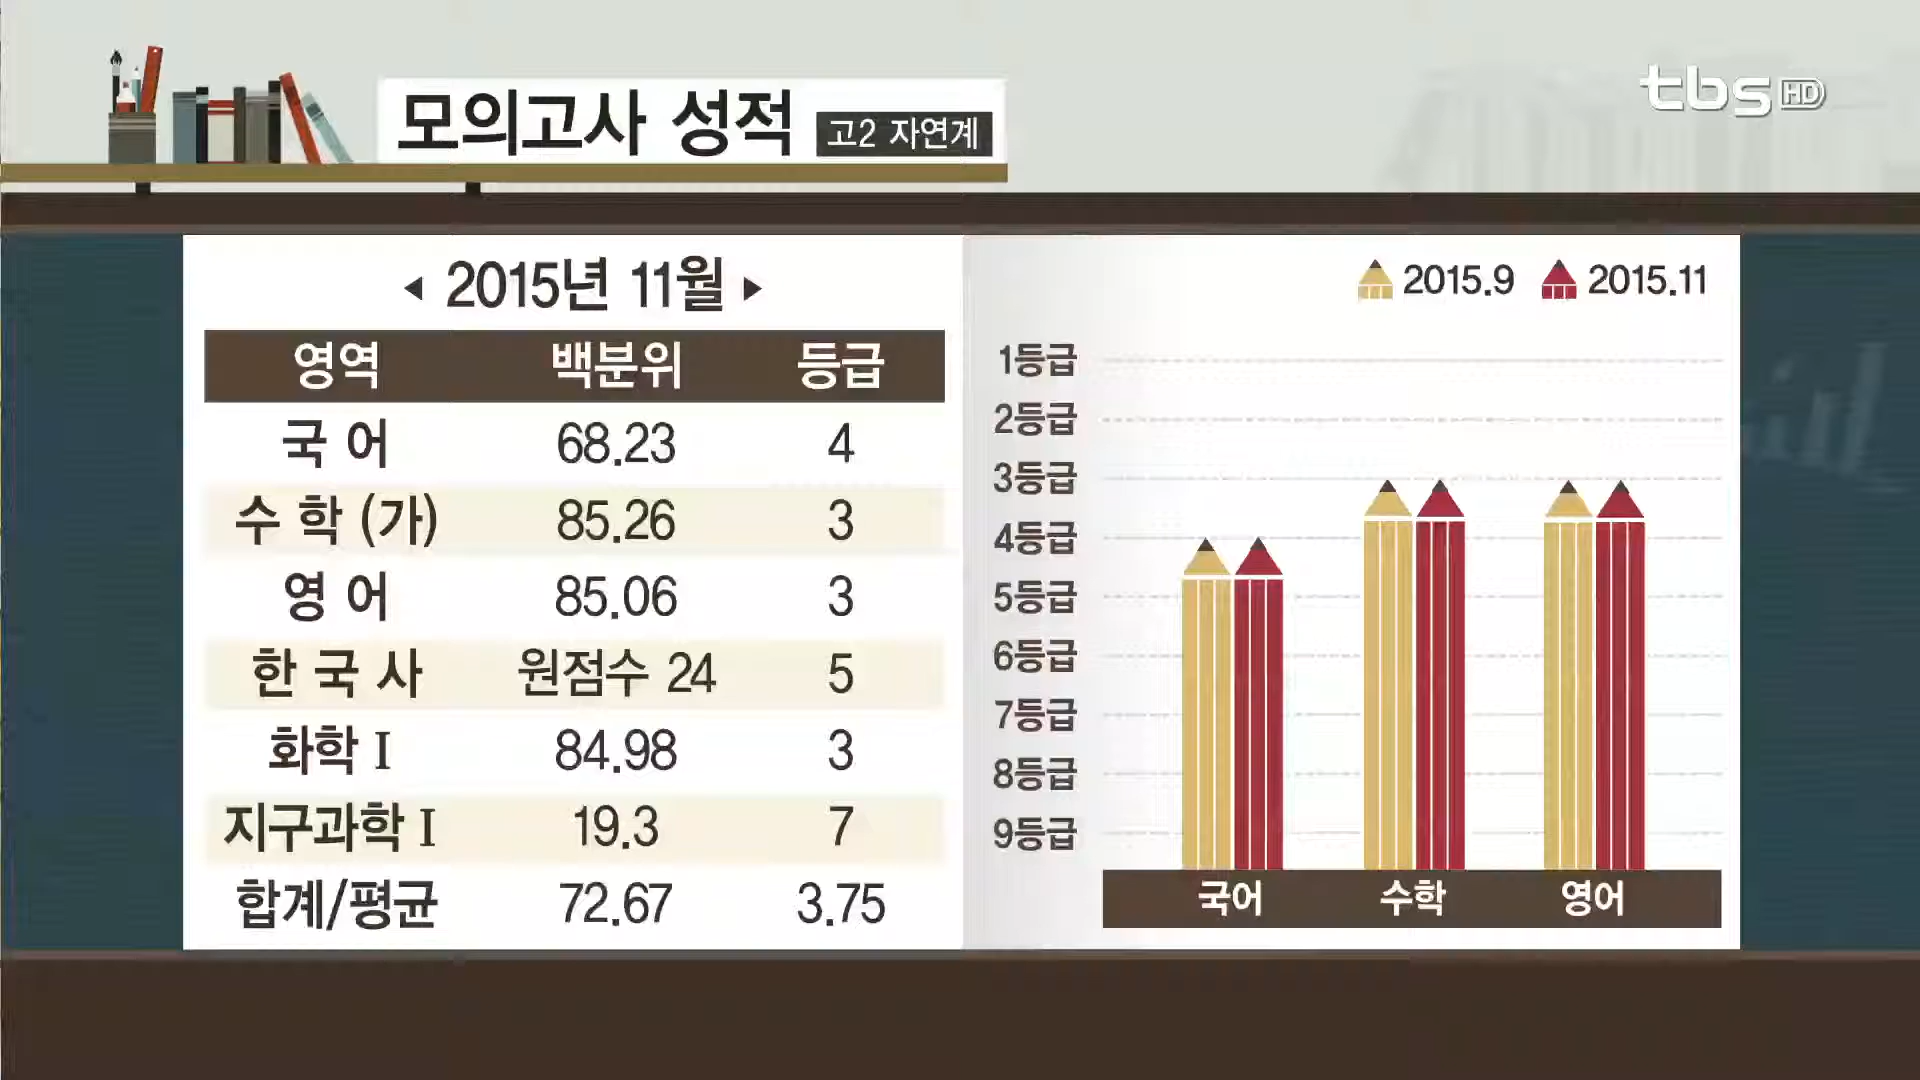 모의고사 성적 고2 자연계
tbs HD
◀ 2015년 11월 ▶
영역 백분위 등급
국 어 68.23 4
수 학 (가) 85.26 3
영 어 85.06 3
한 국 사 원점수 24 5
화학 I 84.98 3
지구과학 I 19.3 7
합계/평균 72.67 3.75
2015.9 2015.11
1등급
2등급
3등급
4등급
5등급
6등급
7등급
8등급
9등급
국어 수학 영어